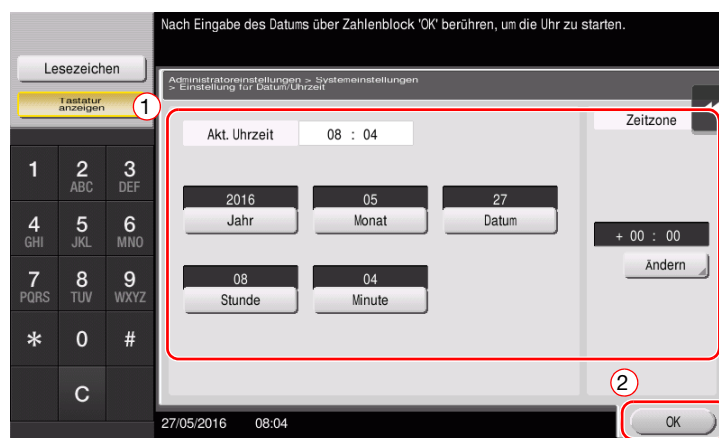 Nach Eingabe des Datums über Zahlenblock 'OK' berühren, um die Uhr zu starten.
Lesezeichen
Tastatur
anzeigen
1
Administratoreinstellungen > Systemeinstellungen
> Einstellung für Datum/Uhrzeit
Akt. Uhrzeit 08 : 04
Zeitzone
2016 05 27
Jahr Monat Datum
+ 00 : 00
Ändern
08 04
Stunde Minute
1 2 3
ABC DEF
4 5 6
GHI JKL MNO
7 8 9
PQRS TUV WXYZ
* 0 #
C
2
27/05/2016 08:04
OK